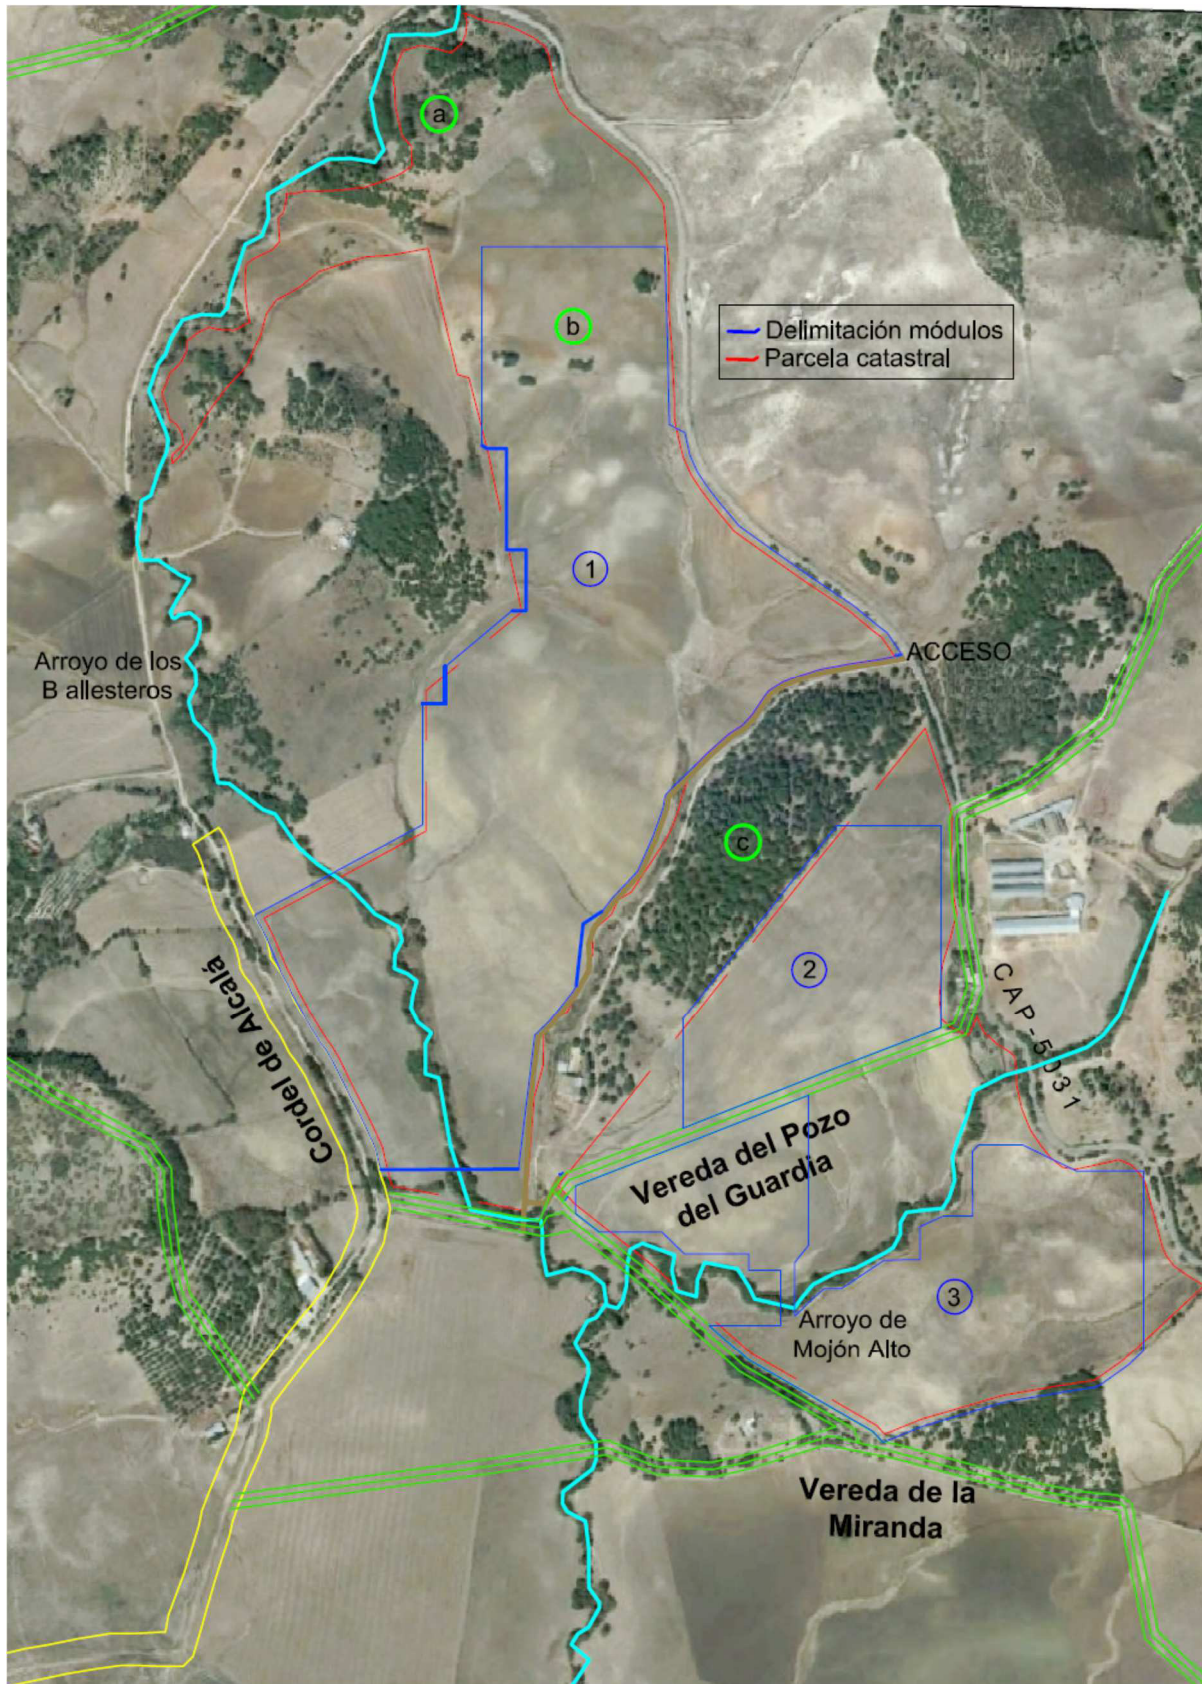 a
b
Delimitación módulos
Parcela catastral
1
ACCESO
Arroyo de los
B allesteros
c
2
CAP-5031
Cordel de Alcalá
Vereda del Pozo
del Guardia
3
Arroyo de
Mojón Alto
Vereda de la
Miranda